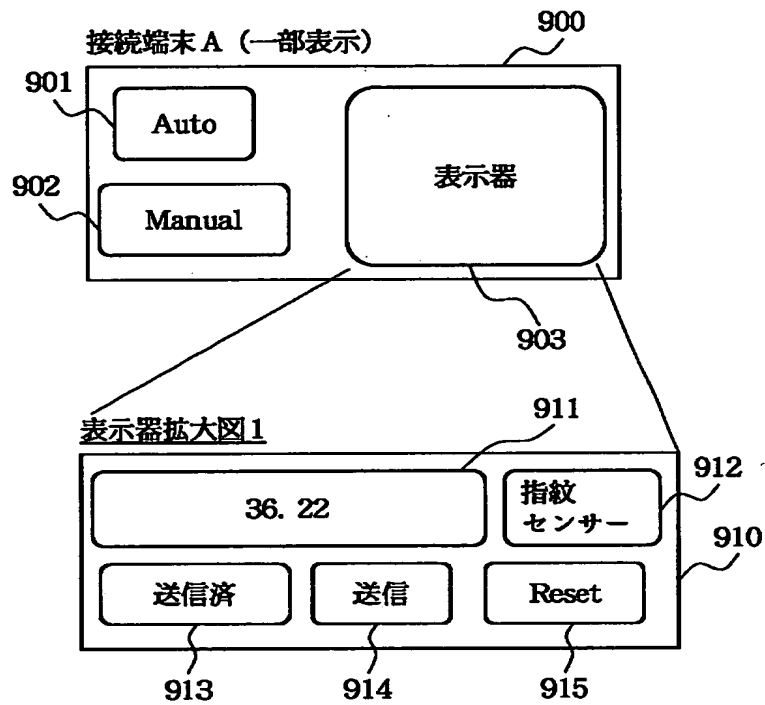 接続端末A（一部表示）
900
901
Auto
表示器
902
Manual
903
表示器拡大図1
911
912
36. 22
指紋
センサー
910
送信済
送信
Reset
913
914
915